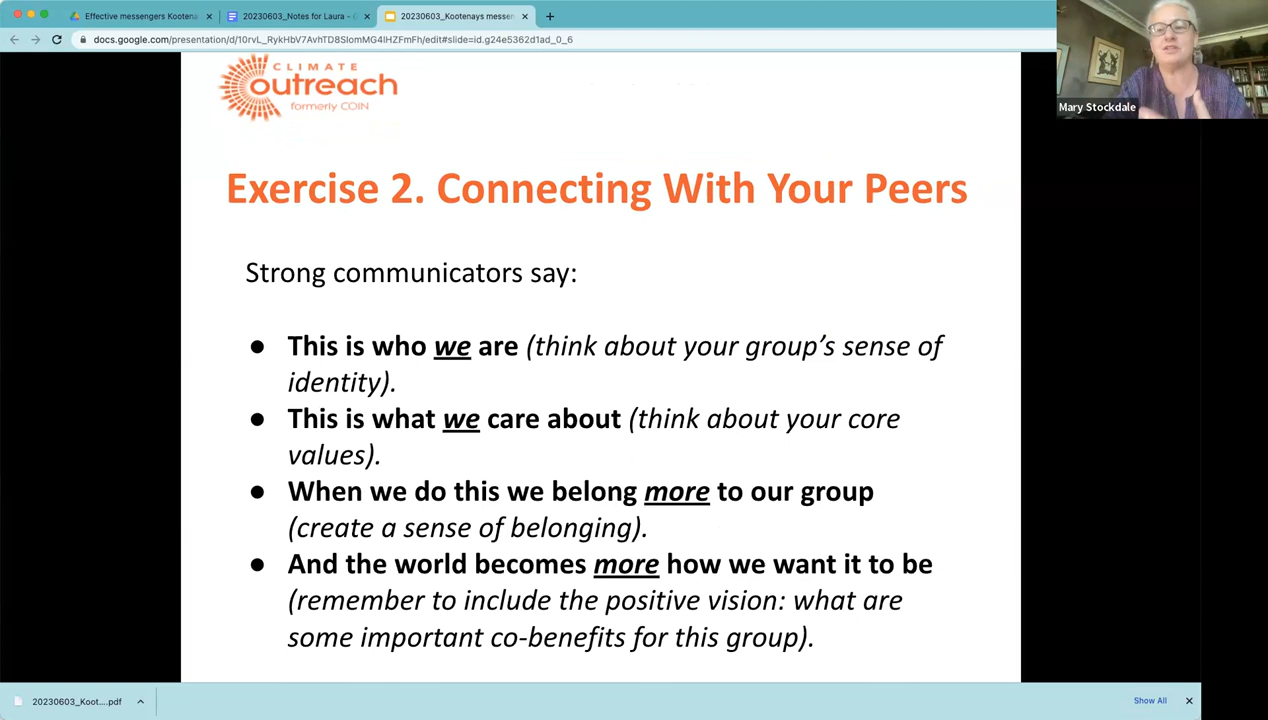 Effective messengers Kootena
20230603_Notes for Laura - G
20230603_Kootenays messen
docs.google.com/presentation/d/10rvL_RykHbV7AvhTD8SIomMG4IHZFmFh/edit#slide=id.g24e5362d1ad_0_6
Mary Stockdale
CLIMATE
outreach
formerly COIN
Exercise 2. Connecting With Your Peers
Strong communicators say:
● This is who we are (think about your group’s sense of
identity).
● This is what we care about (think about your core
values).
● When we do this we belong more to our group
(create a sense of belonging).
● And the world becomes more how we want it to be
(remember to include the positive vision: what are
some important co-benefits for this group).
20230603_Koot....pdf
Show All